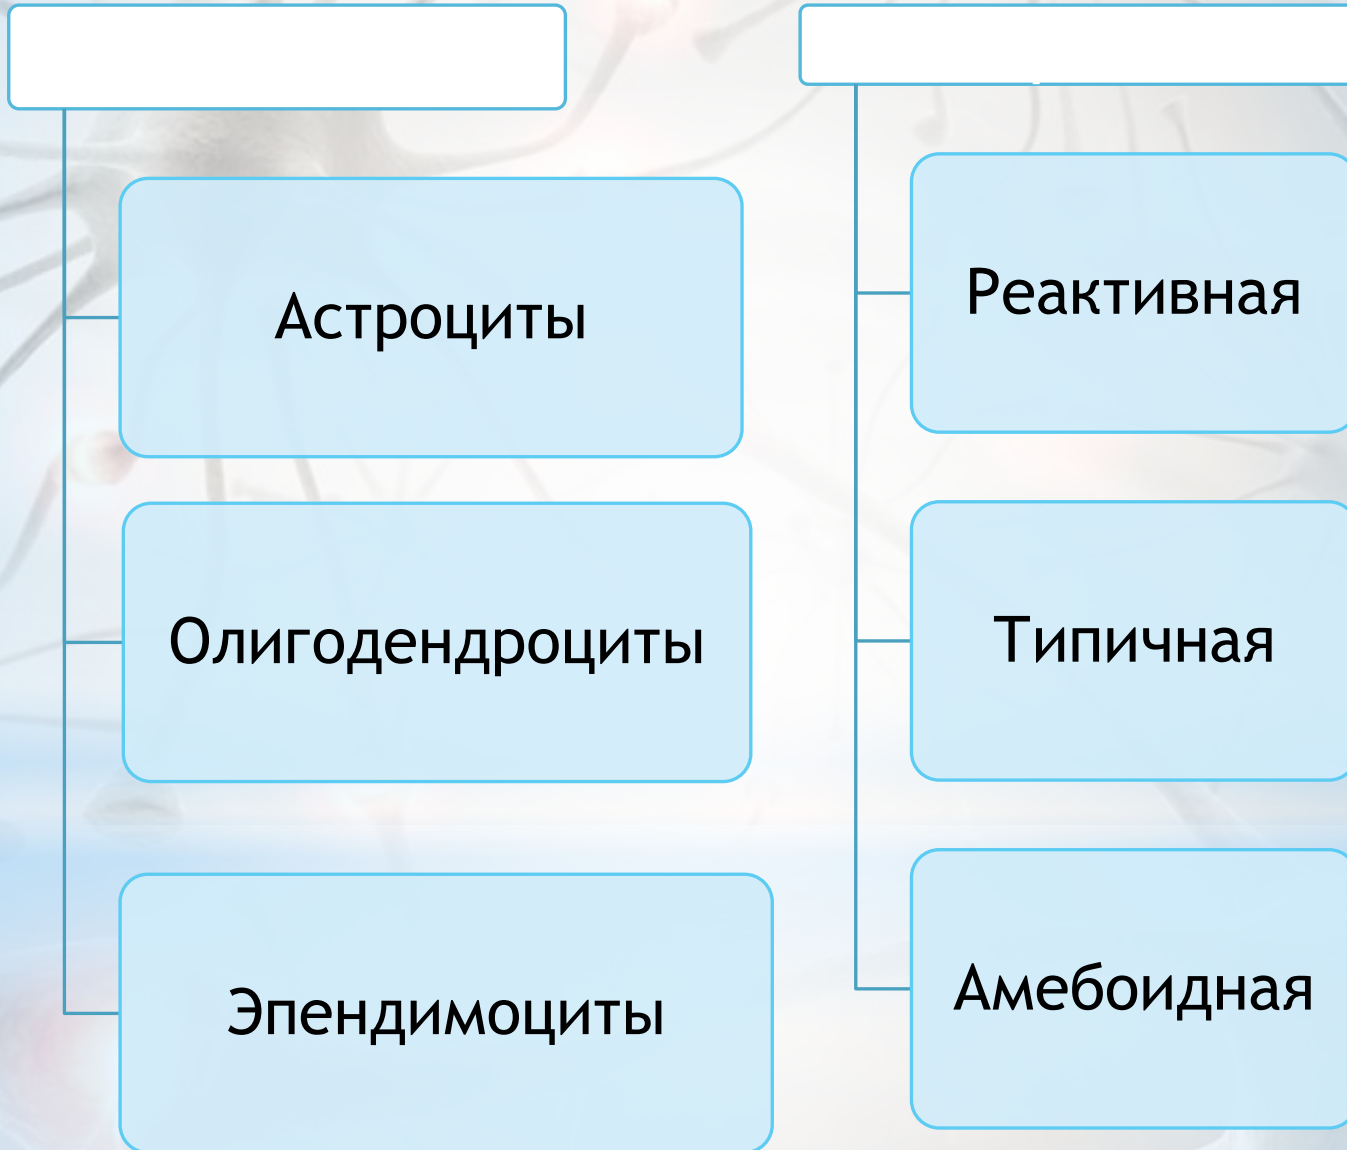 Астроциты
Олигодендроциты
Эпендимоциты
Реактивная
Типичная
Амебоидная